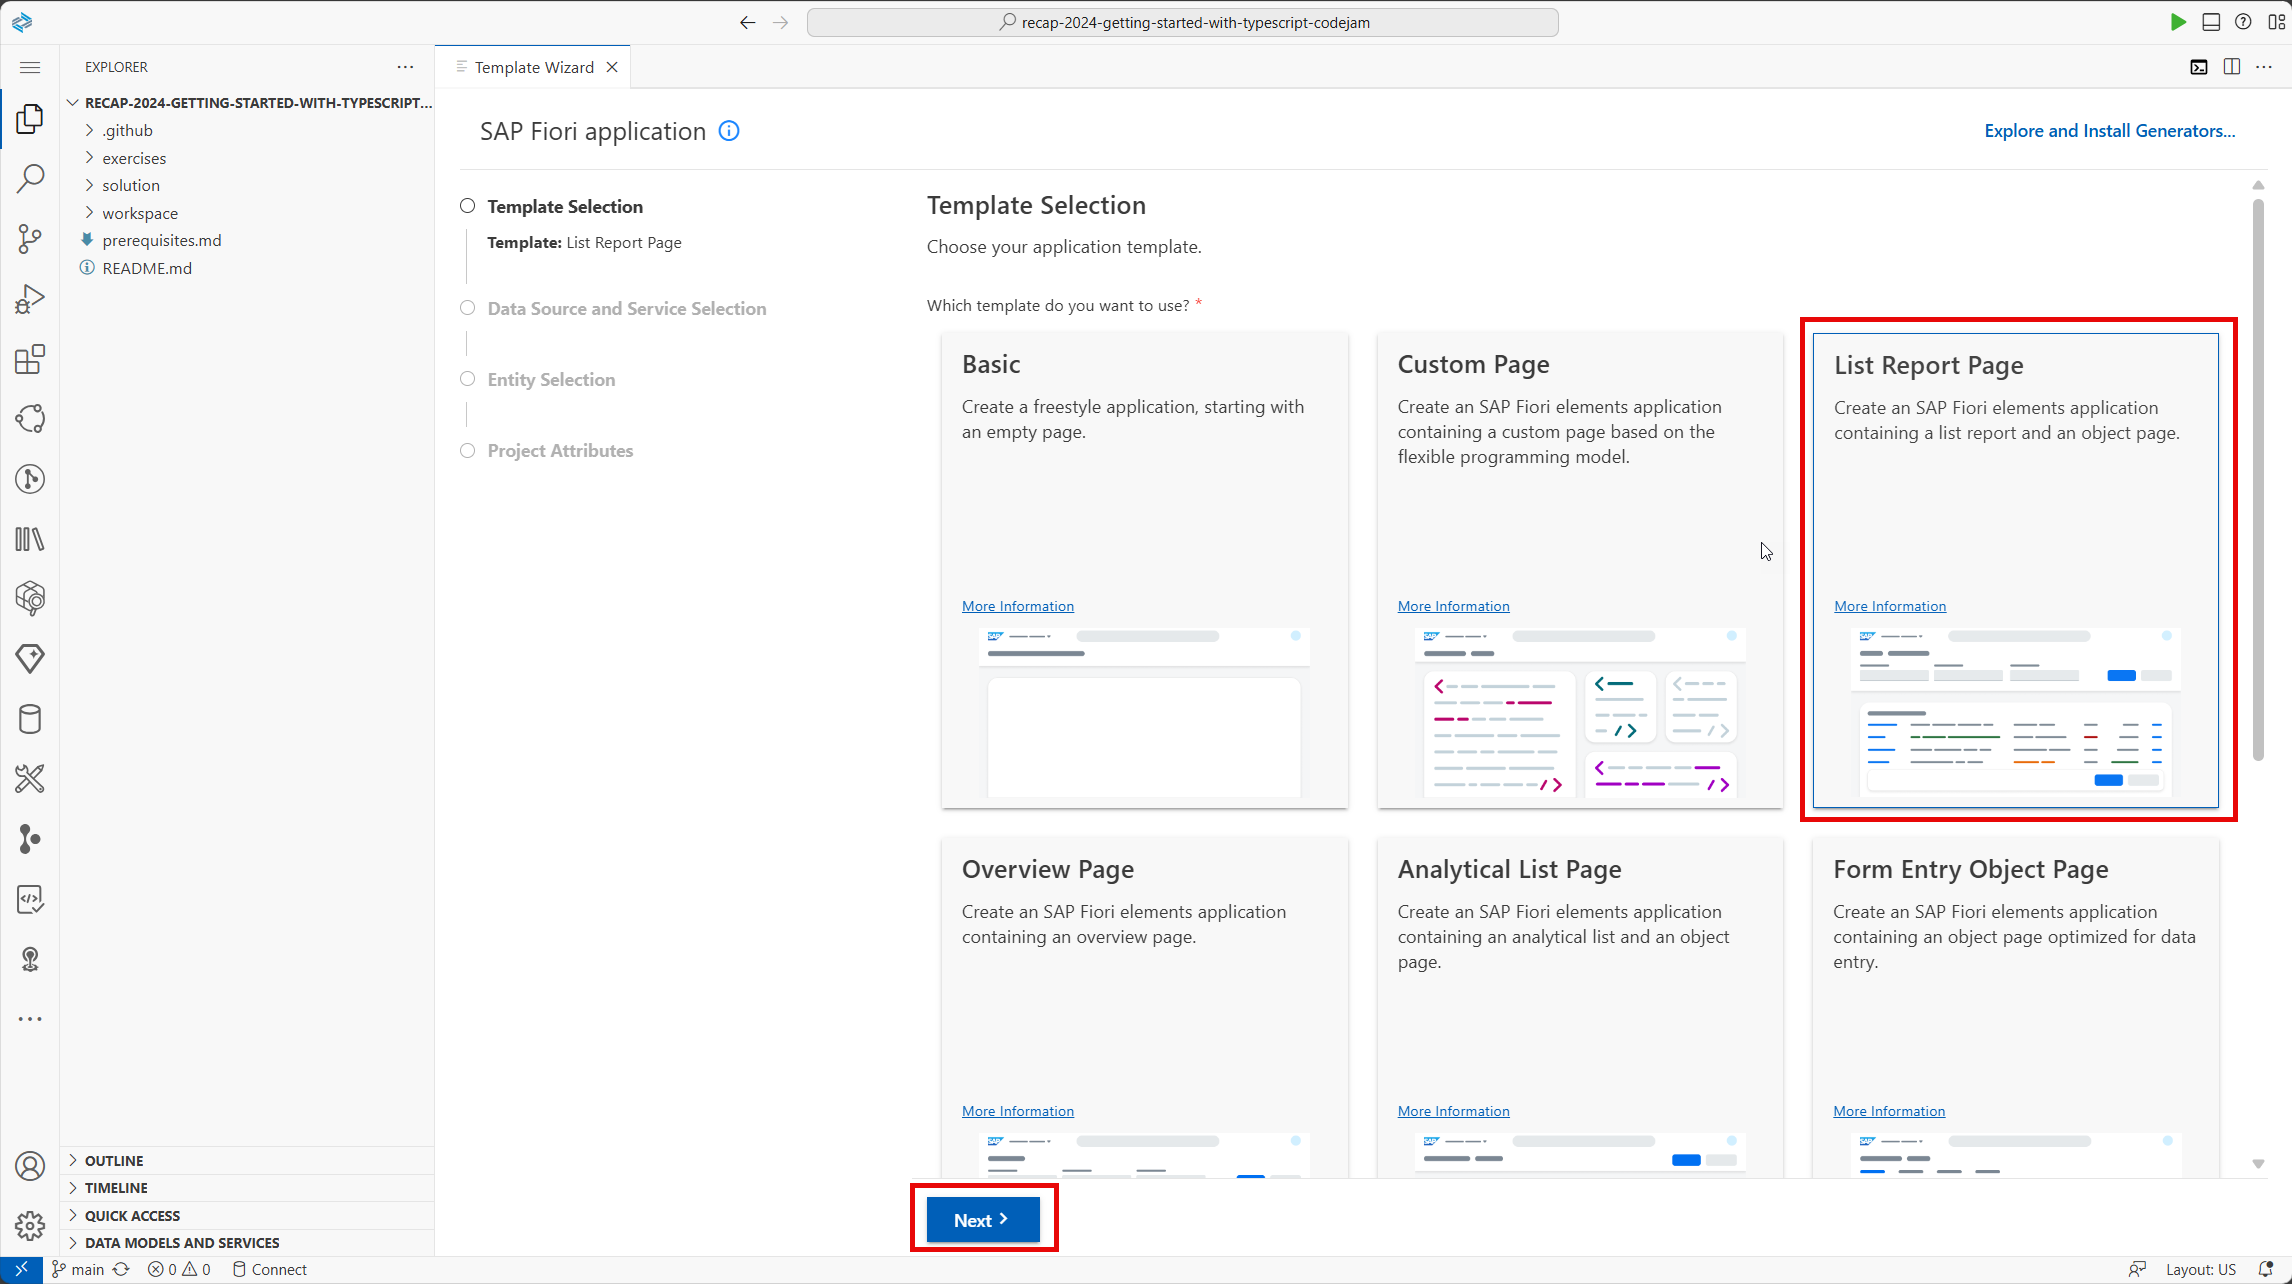 recap-2024-getting-started-with-typescript-codejam
EXPLORER
RECAP-2024-GETTING-STARTED-WITH-TYPESCRIPT...
.github
exercises
solution
workspace
prerequisites.md
README.md
OUTLINE
TIMELINE
QUICK ACCESS
DATA MODELS AND SERVICES
Template Wizard
SAP Fiori application
Explore and Install Generators...
Template Selection
Template: List Report Page
Data Source and Service Selection
Entity Selection
Project Attributes
Template Selection
Choose your application template.
Which template do you want to use? *
Basic
Create a freestyle application, starting with
an empty page.
More Information
SAP
Custom Page
Create an SAP Fiori elements application
containing a custom page based on the
flexible programming model.
More Information
SAP
List Report Page
Create an SAP Fiori elements application
containing a list report and an object page.
More Information
SAP
Overview Page
Create an SAP Fiori elements application
containing an overview page.
More Information
SAP
Analytical List Page
Create an SAP Fiori elements application
containing an analytical list and an object
page.
More Information
SAP
Form Entry Object Page
Create an SAP Fiori elements application
containing an object page optimized for data
entry.
More Information
SAP
Next
main
0
0
Connect
Layout: US